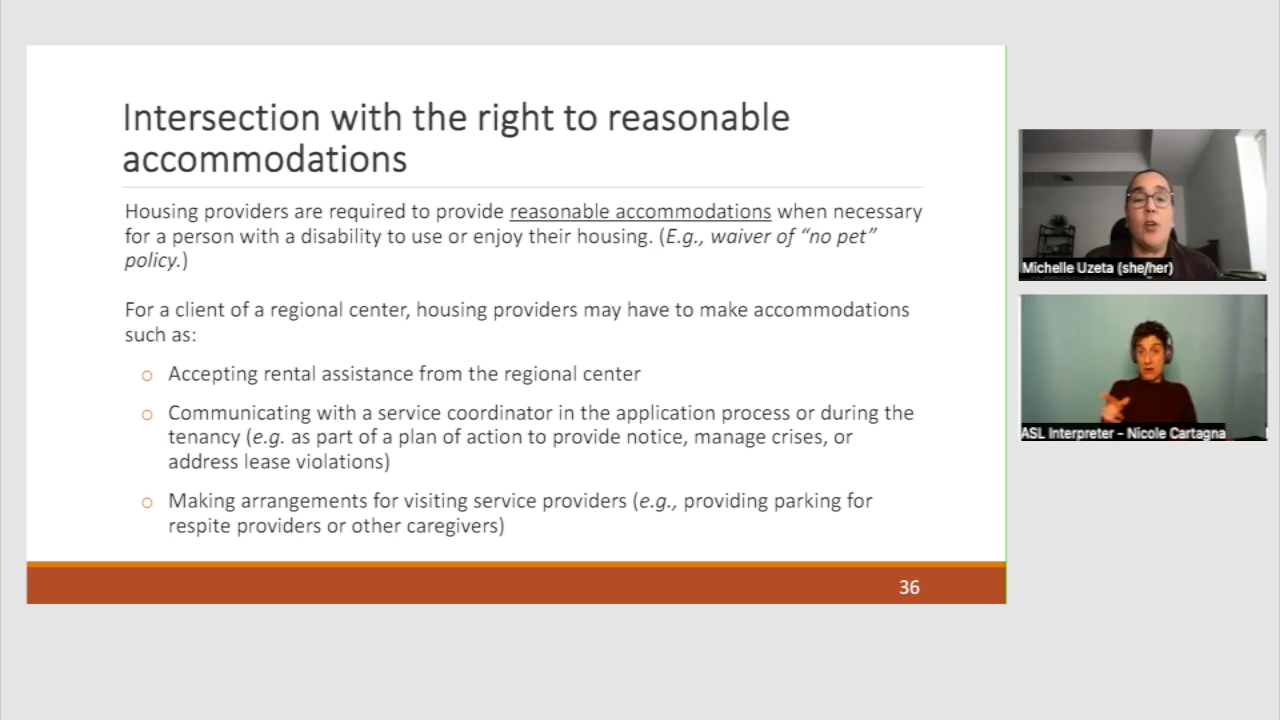 Intersection with the right to reasonable
accommodations
Housing providers are required to provide reasonable accommodations when necessary
for a person with a disability to use or enjoy their housing. (E.g., waiver of “no pet”
policy.)
For a client of a regional center, housing providers may have to make accommodations
such as:
o Accepting rental assistance from the regional center
o Communicating with a service coordinator in the application process or during the
tenancy (e.g. as part of a plan of action to provide notice, manage crises, or
address lease violations)
o Making arrangements for visiting service providers (e.g., providing parking for
respite providers or other caregivers)
36
Michelle Uzeta (she/her)
ASL Interpreter – Nicole Cartagna